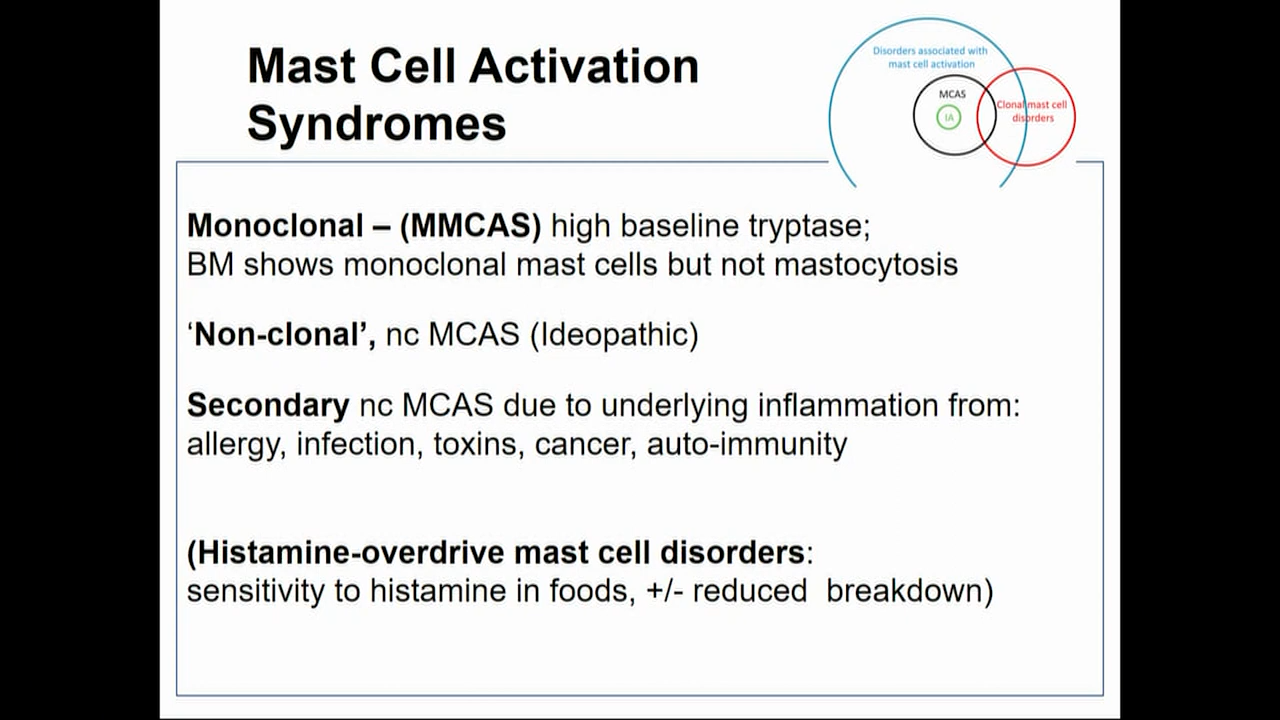 Mast Cell Activation
Syndromes
Disorders associated with
mast cell activation
MCAS
IA
Clonal mast cell
disorders
Monoclonal – (MMCAS) high baseline tryptase;
BM shows monoclonal mast cells but not mastocytosis
‘Non-clonal’, nc MCAS (Ideopathic)
Secondary nc MCAS due to underlying inflammation from:
allergy, infection, toxins, cancer, auto-immunity
(Histamine-overdrive mast cell disorders:
sensitivity to histamine in foods, +/- reduced  breakdown)